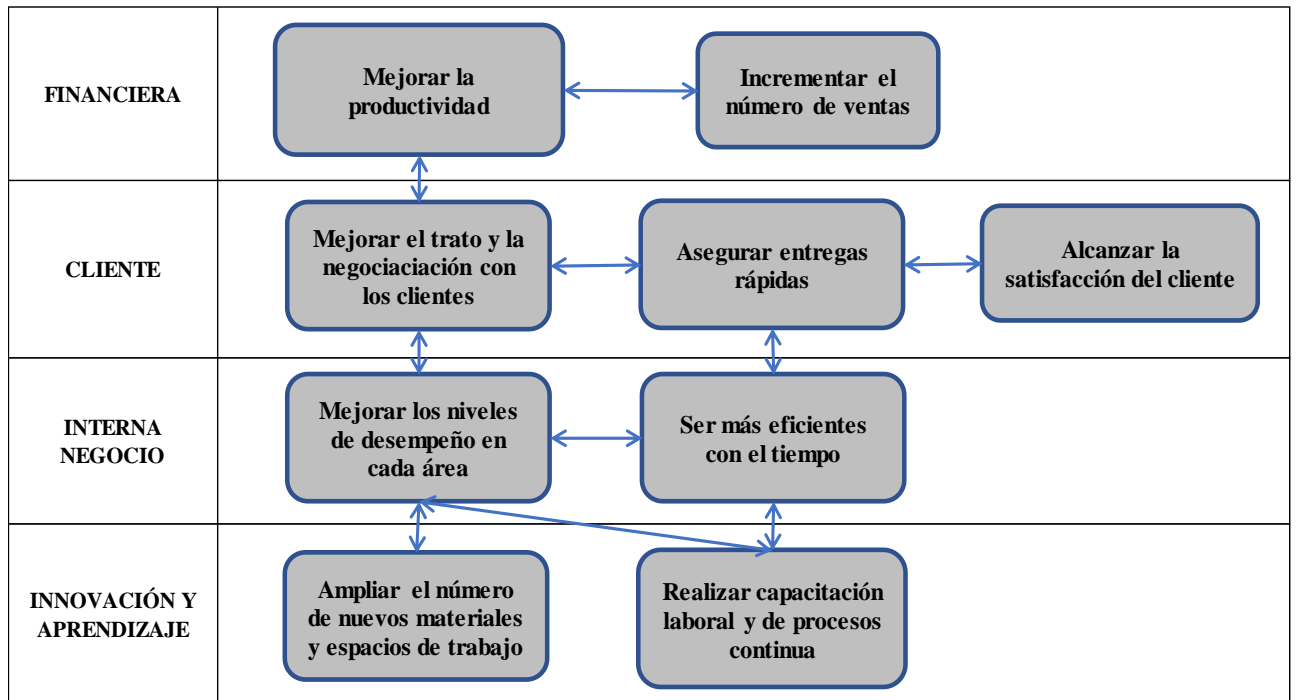 FINANCIERA
Mejorar la
productividad
Incrementar el
número de ventas
CLIENTE
Mejorar el trato y la
negociaciación con
los clientes
Asegurar entregas
rápidas
Alcanzar la
satisfacción del cliente
INTERNA
NEGOCIO
Mejorar los niveles
de desempeño en
cada área
Ser más eficientes
con el tiempo
INNOVACIÓN Y
APRENDIZAJE
Ampliar el número
de nuevos materiales
y espacios de trabajo
Realizar capacitación
laboral y de procesos
continua